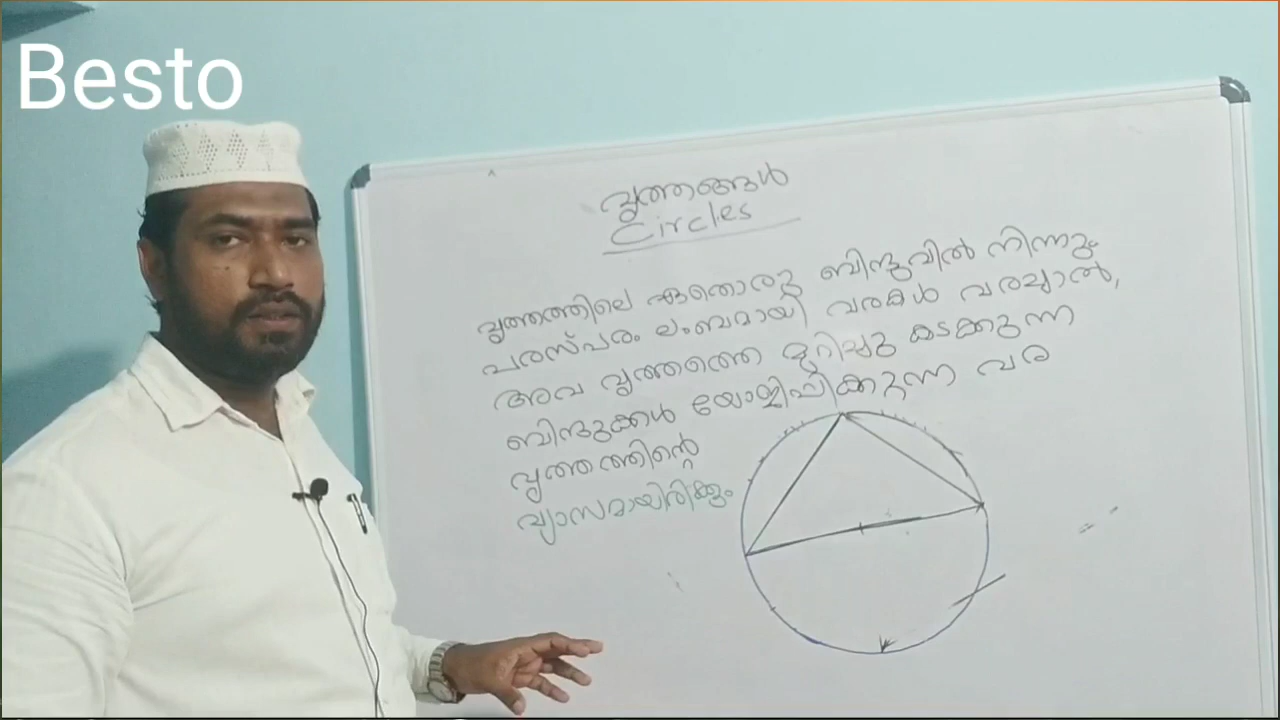 Besto
വൃത്തങ്ങൾ
Circles
വൃത്തത്തിലെ ഏതൊരു ബിന്ദുവിൽ നിന്നും
പരസ്പരം ലംബമായി വരകൾ വരച്ചാൽ,
അവ വൃത്തത്തെ മുറിച്ചു കടക്കുന്ന
ബിന്ദുക്കൾ യോജിപ്പിക്കുന്ന വര
വൃത്തത്തിന്റെ
വ്യാസമായിരിക്കും